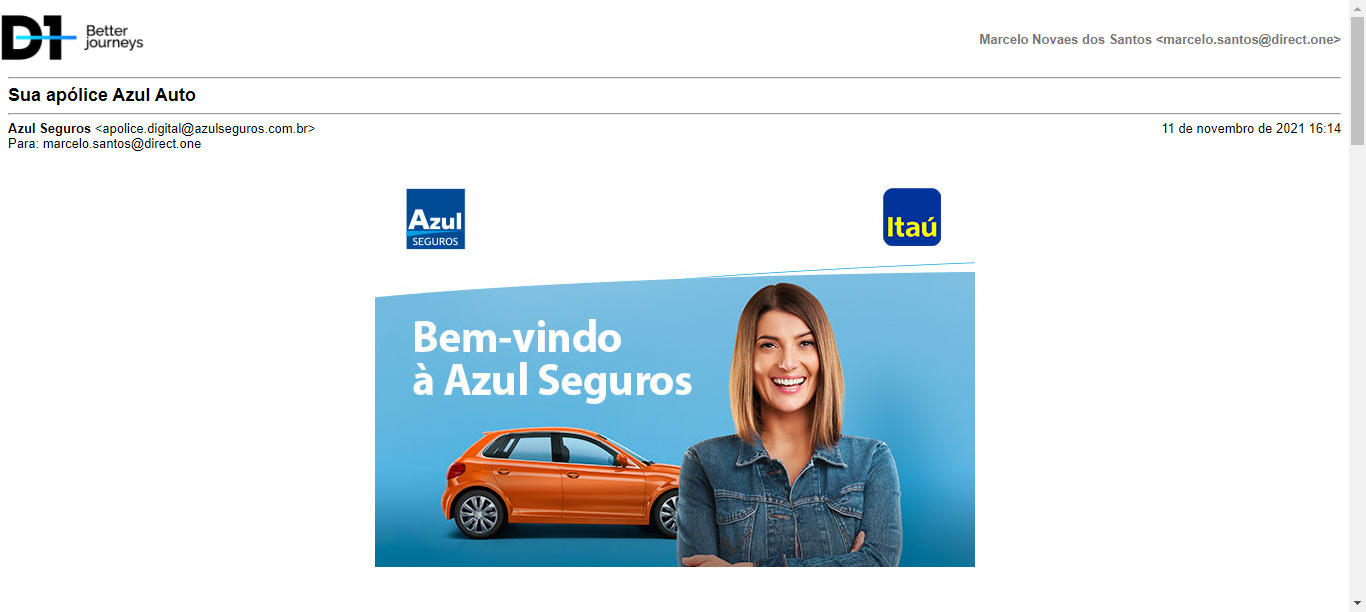 D1 Better
journeys
Marcelo Novaes dos Santos <marcelo.santos@direct.one>
Sua apólice Azul Auto
Azul Seguros <apolice.digital@azulseguros.com.br>
11 de novembro de 2021 16:14
Para: marcelo.santos@direct.one
Azul
SEGUROS
Itaú
Bem-vindo
à Azul Seguros